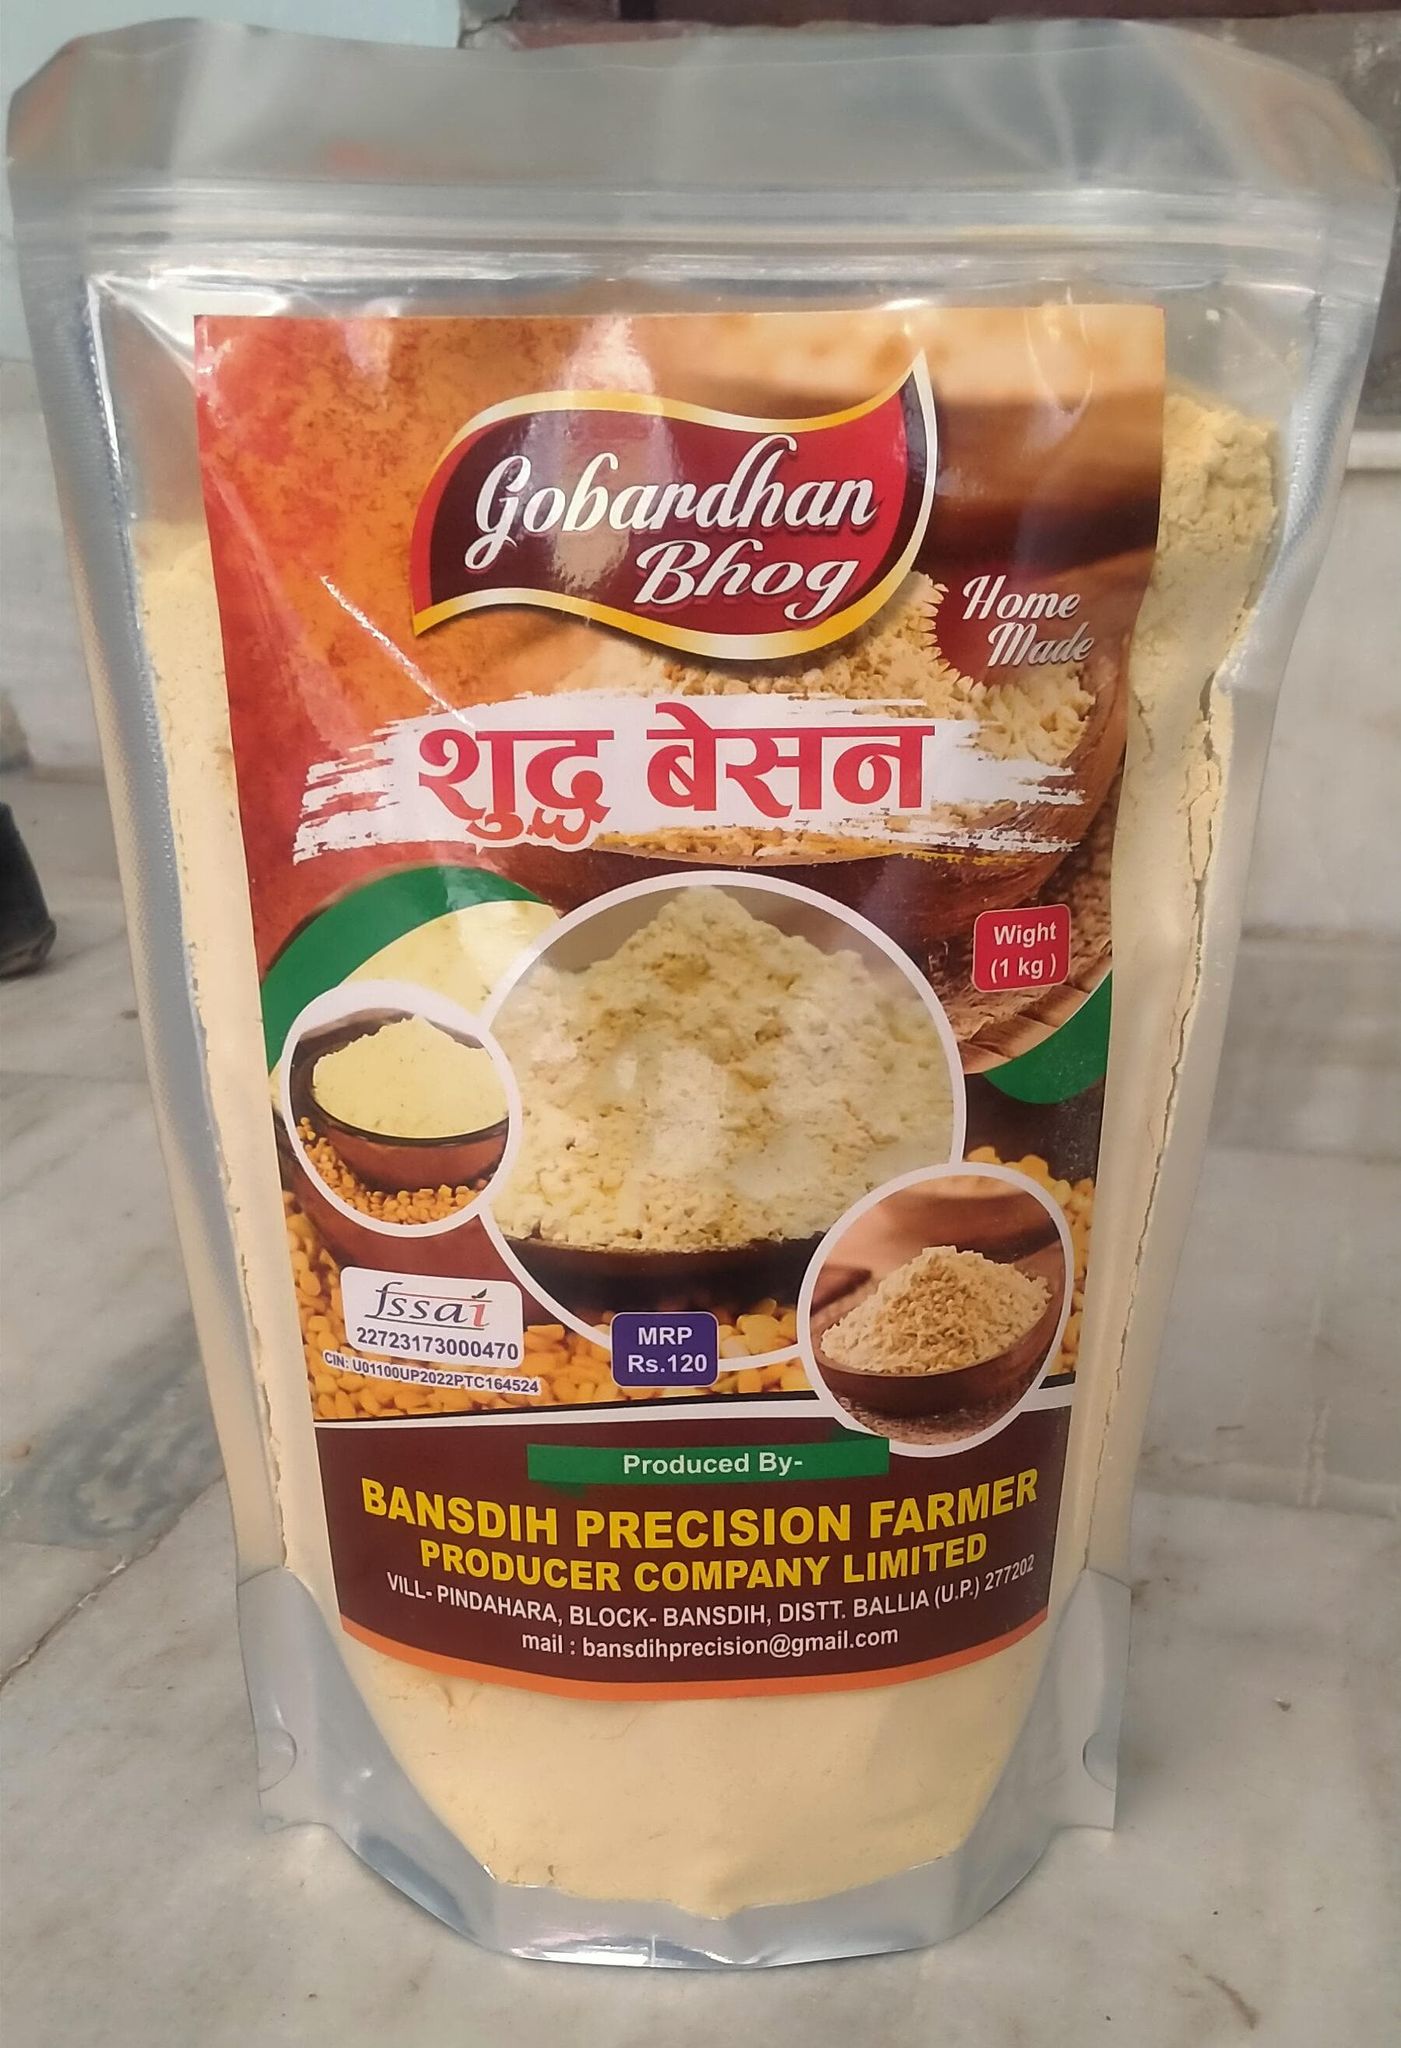 Gobardhan
Bhog
Home
Made
शुद्ध बेसन
Wight
(1 kg )
fssai
22723173000470
CIN: U01100UP2022PTC164524
MRP
Rs.120
Produced By-
BANSDIH PRECISION FARMER
PRODUCER COMPANY LIMITED
VILL- PINDAHARA, BLOCK- BANSDIH, DISTT. BALLIA (U.P.) 277202
mail : bansdihprecision@gmail.com